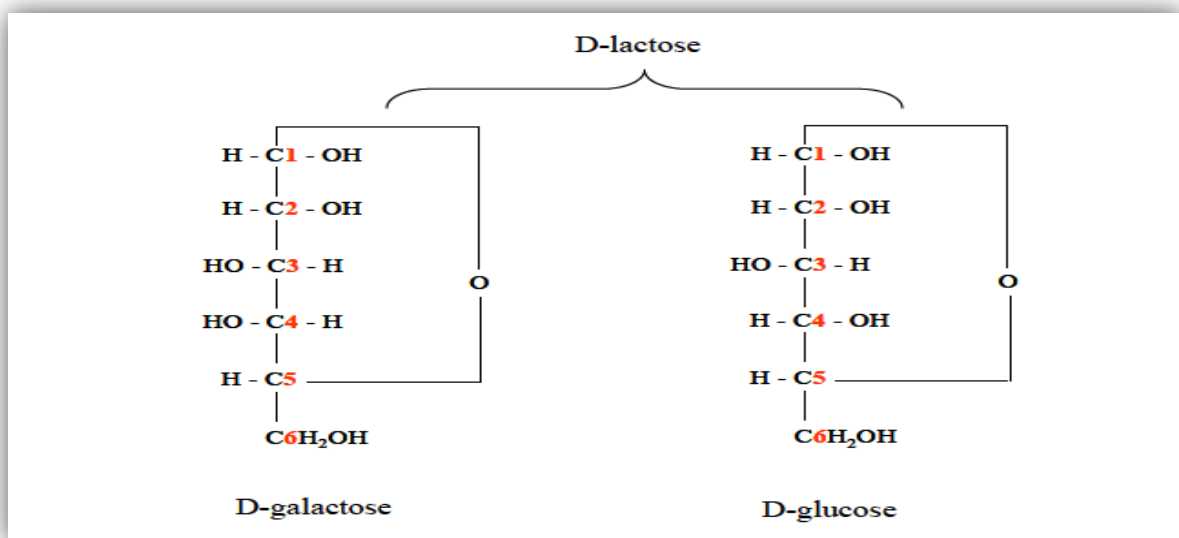 D-lactose
H - C1 - OH
H - C1 - OH
H - C2 - OH
H - C2 - OH
HO - C3 - H
HO - C3 - H
O
O
HO - C4 - H
H - C4 - OH
H - C5
H - C5
C6H₂OH
C6H₂OH
D-galactose
D-glucose